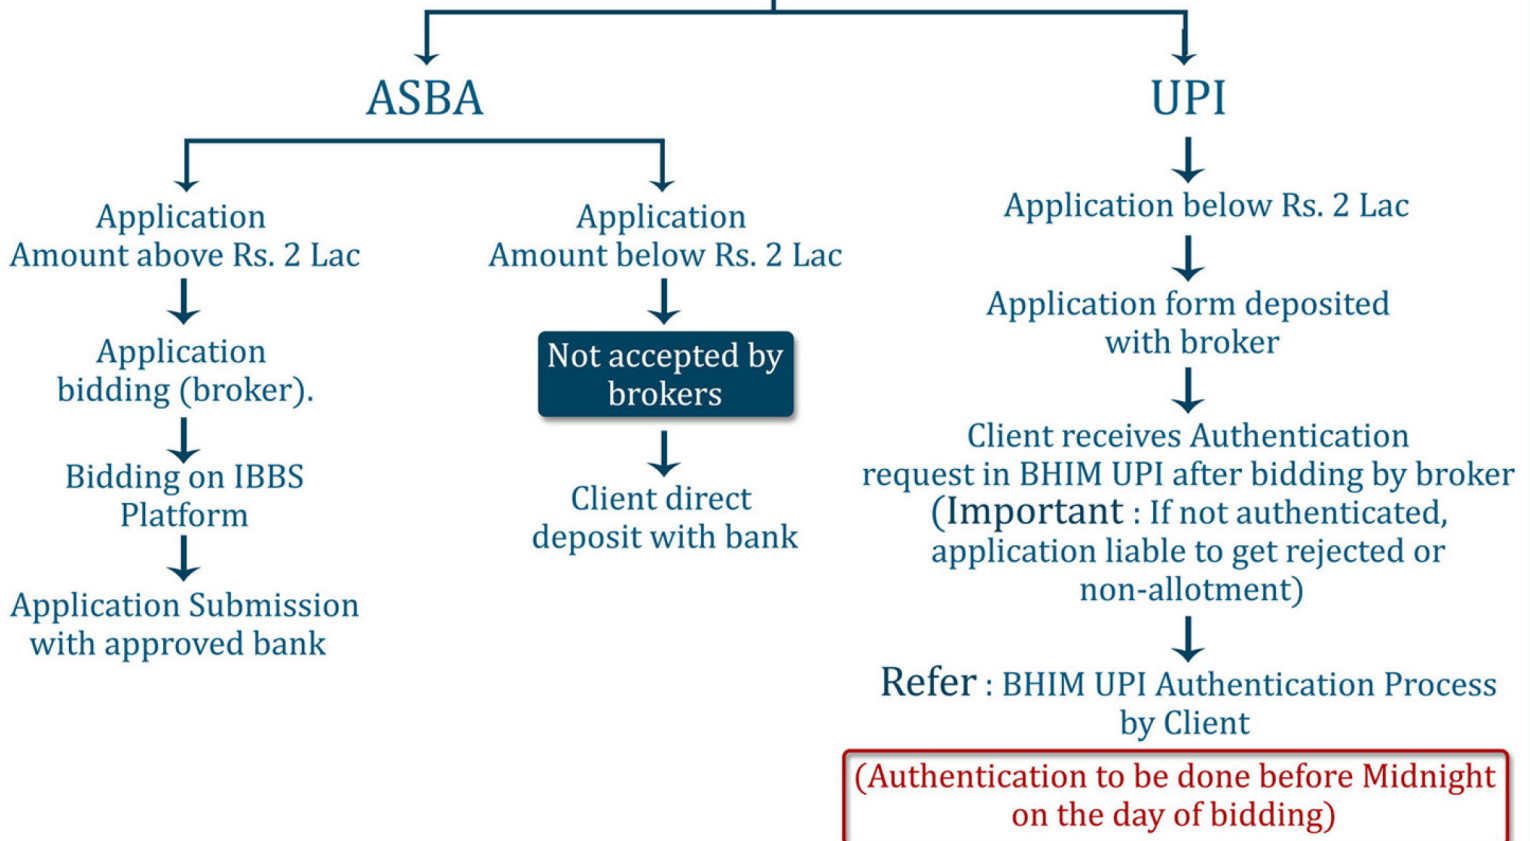 ASBA
UPI
Application
Amount above Rs. 2 Lac
Application
bidding (broker).
Bidding on IBBS
Platform
Application Submission
with approved bank
Application
Amount below Rs. 2 Lac
Not accepted by
brokers
Client direct
deposit with bank
Application below Rs. 2 Lac
Application form deposited
with broker
Client receives Authentication
request in BHIM UPI after bidding by broker
(Important : If not authenticated,
application liable to get rejected or
non-allotment)
Refer : BHIM UPI Authentication Process
by Client
(Authentication to be done before Midnight
on the day of bidding)